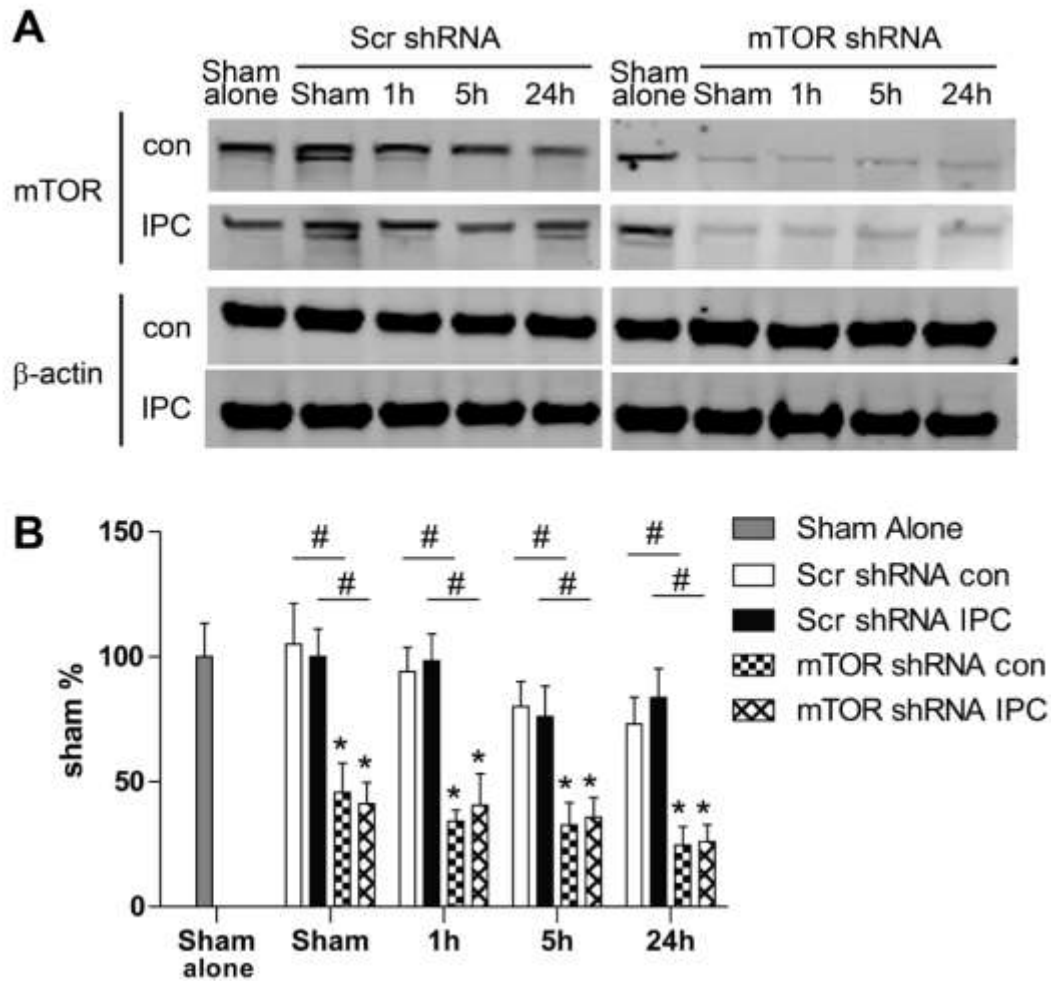 A
Scr shRNA
mTOR shRNA
Sham alone
Sham
1h
5h
24h
Sham alone
Sham
1h
5h
24h
mTOR
con
IPC
β-actin
con
IPC
B
150
100
50
0
sham %
# # # #
# # # #
* * * * * * * *
Sham alone
Sham
1h
5h
24h
Sham Alone
Scr shRNA con
Scr shRNA IPC
mTOR shRNA con
mTOR shRNA IPC